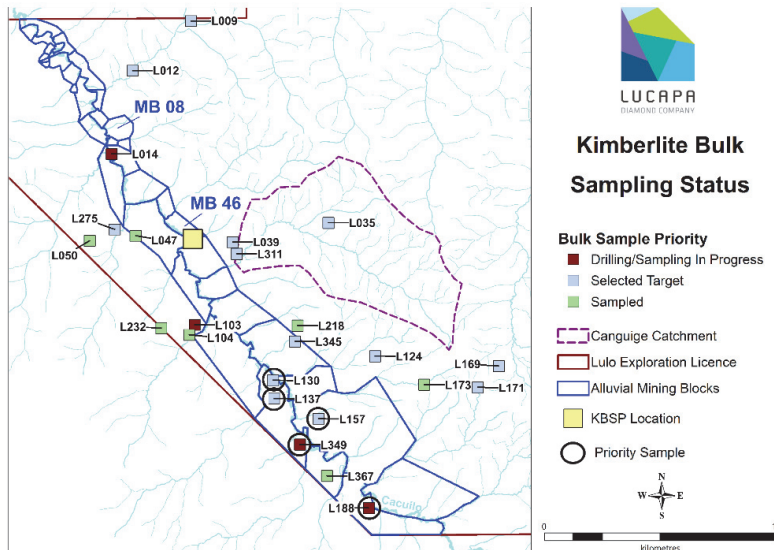 L009
L012
MB 08
L014
MB 46
L275
L047
L050
L039
L311
L035
L232
L103
L104
L218
L345
L124
L169
L173
L171
L130
L137
L157
L349
L367
L188
Cacuilo
LUCAPA
DIAMOND COMPANY
Kimberlite Bulk
Sampling Status
Bulk Sample Priority
Drilling/Sampling In Progress
Selected Target
Sampled
Canguige Catchment
Lulo Exploration Licence
Alluvial Mining Blocks
KBSP Location
Priority Sample
N
W E
S
0
kilometres